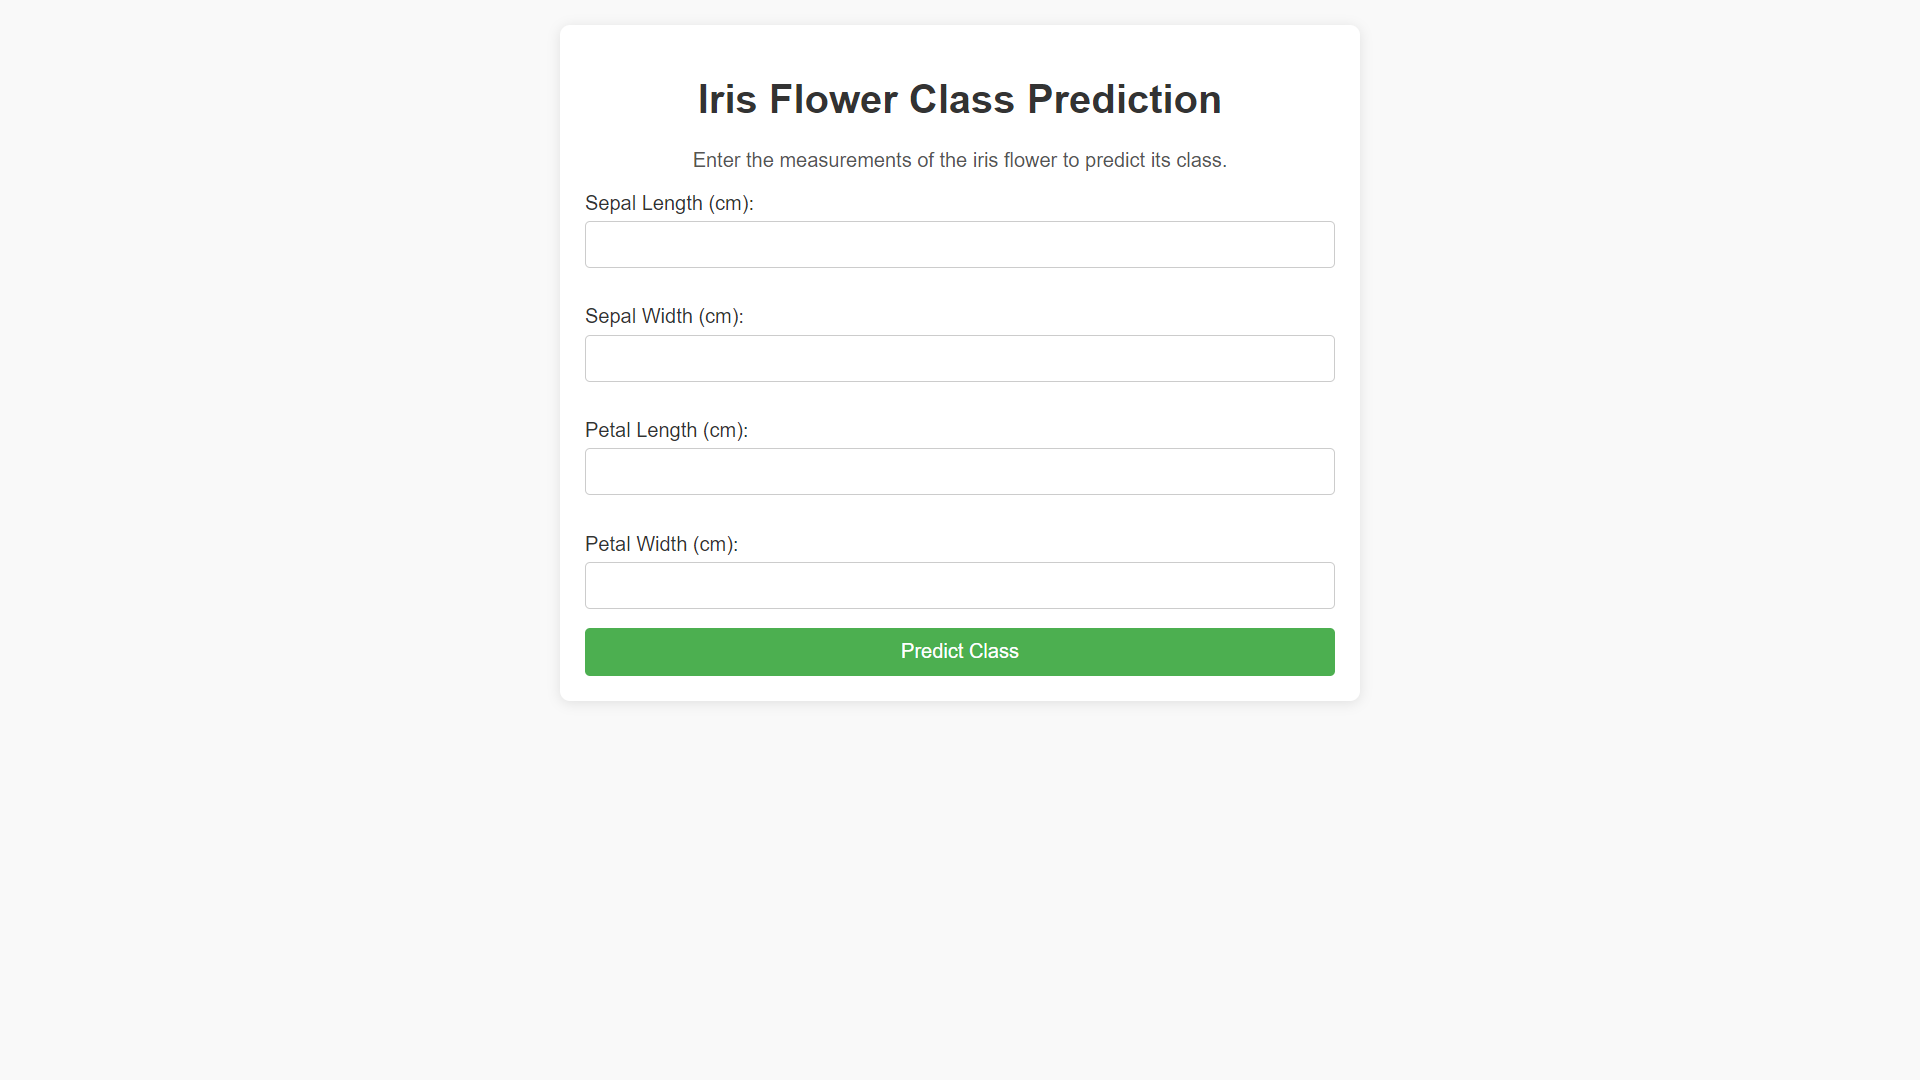 Iris Flower Class Prediction
Enter the measurements of the iris flower to predict its class.
Sepal Length (cm):
Sepal Width (cm):
Petal Length (cm):
Petal Width (cm):
Predict Class